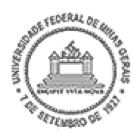 UNIVERSIDADE FEDERAL DE MINAS GERAIS
INCIPIT VITA NOVA
• 7 DE SETEMBRO DE 1927 •